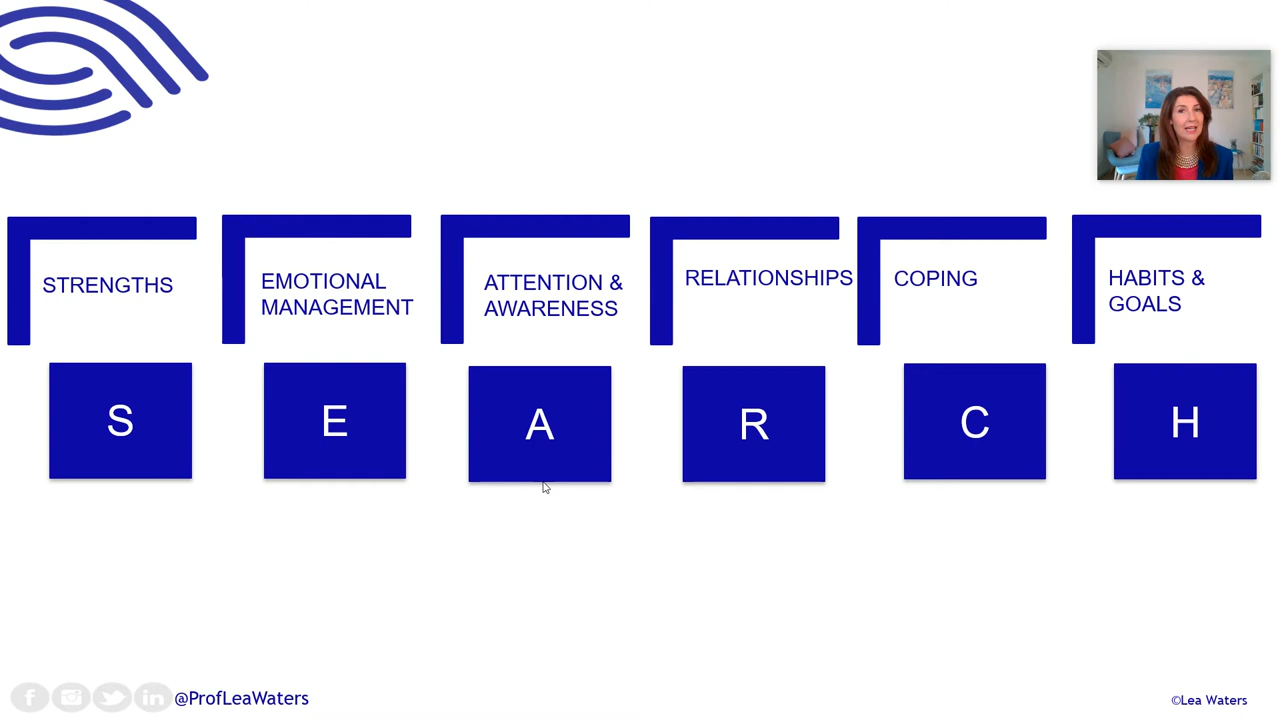 STRENGTHS
EMOTIONAL
MANAGEMENT
ATTENTION &
AWARENESS
RELATIONSHIPS
COPING
HABITS &
GOALS
S
E
A
R
C
H
@ProfLeaWaters
©Lea Waters